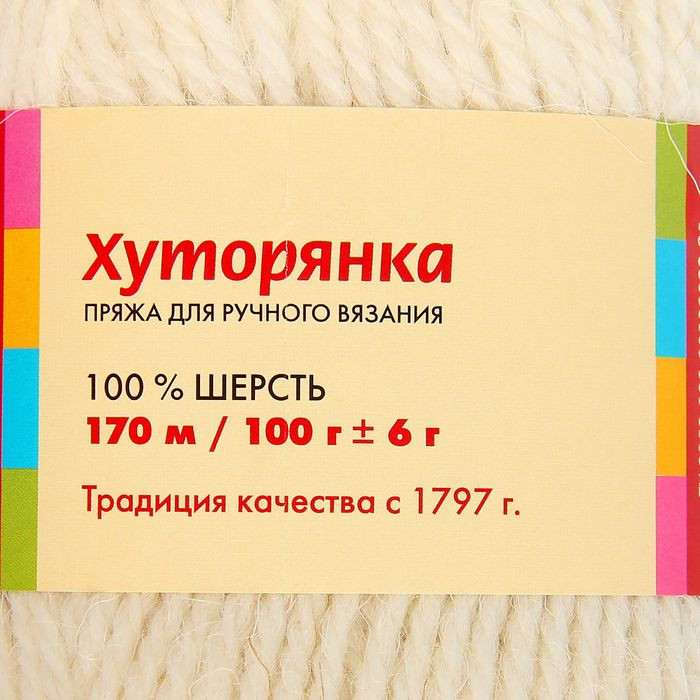 Хуторянка
ПРЯЖА ДЛЯ РУЧНОГО ВЯЗАНИЯ
100 % ШЕРСТЬ
170 м / 100 г ± 6 г
Традиция качества с 1797 г.